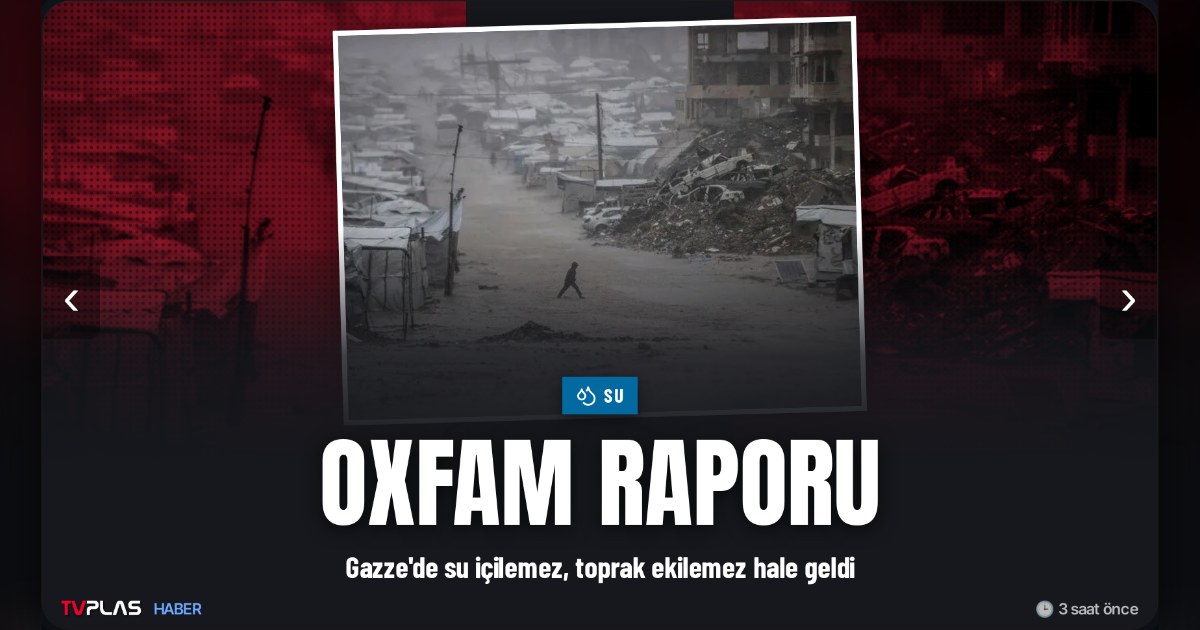 SU
OXFAM RAPORU
Gazze'de su içilemez, toprak ekilemez hale geldi
TVPLAS HABER
3 saat önce